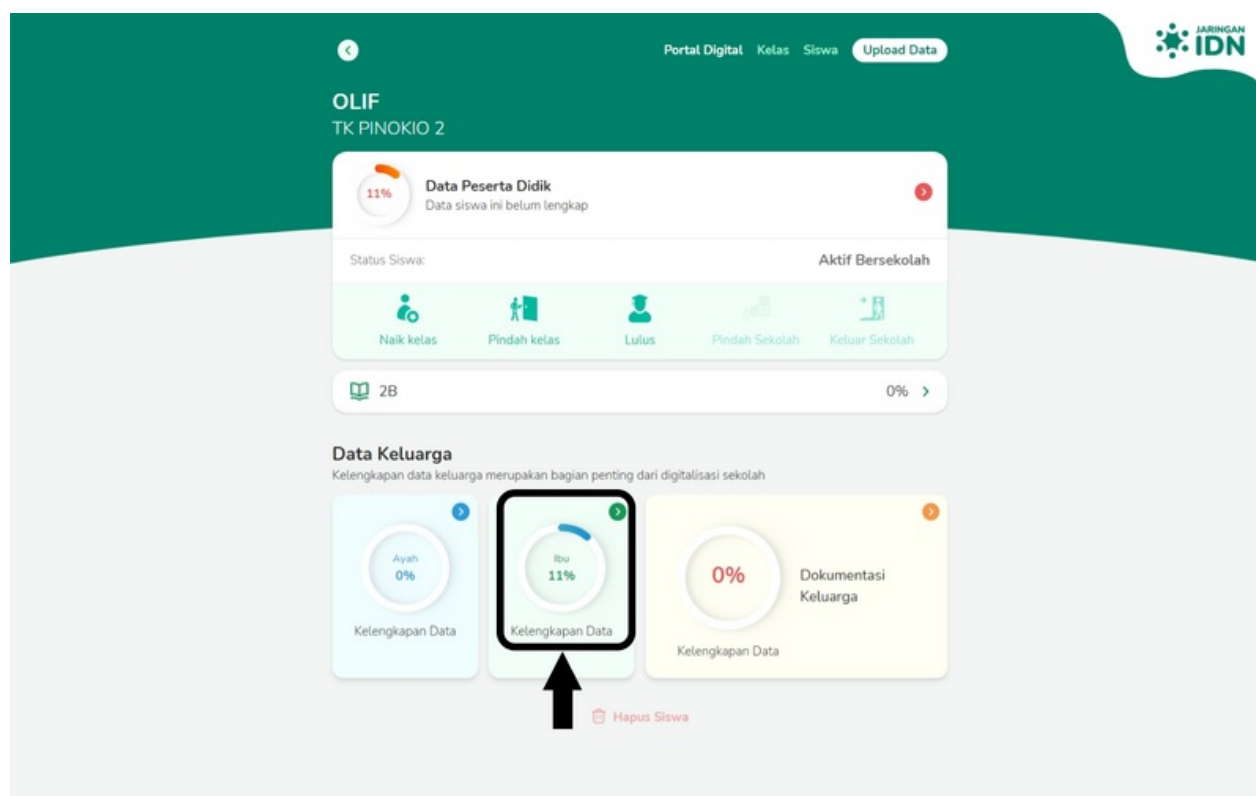 JARINGAN
IDN
Portal Digital Kelas Siswa Upload Data
OLIF
TK PINOKIO 2
11%
Data Peserta Didik
Data siswa ini belum lengkap
Status Siswa: Aktif Bersekolah
Naik kelas Pindah kelas Lulus Pindah Sekolah Keluar Sekolah
2B 0%
Data Keluarga
Kelengkapan data keluarga merupakan bagian penting dari digitalisasi sekolah
Ayah
0%
Kelengkapan Data
Ibu
11%
Kelengkapan Data
0%
Dokumentasi
Keluarga
Kelengkapan Data
Hapus Siswa